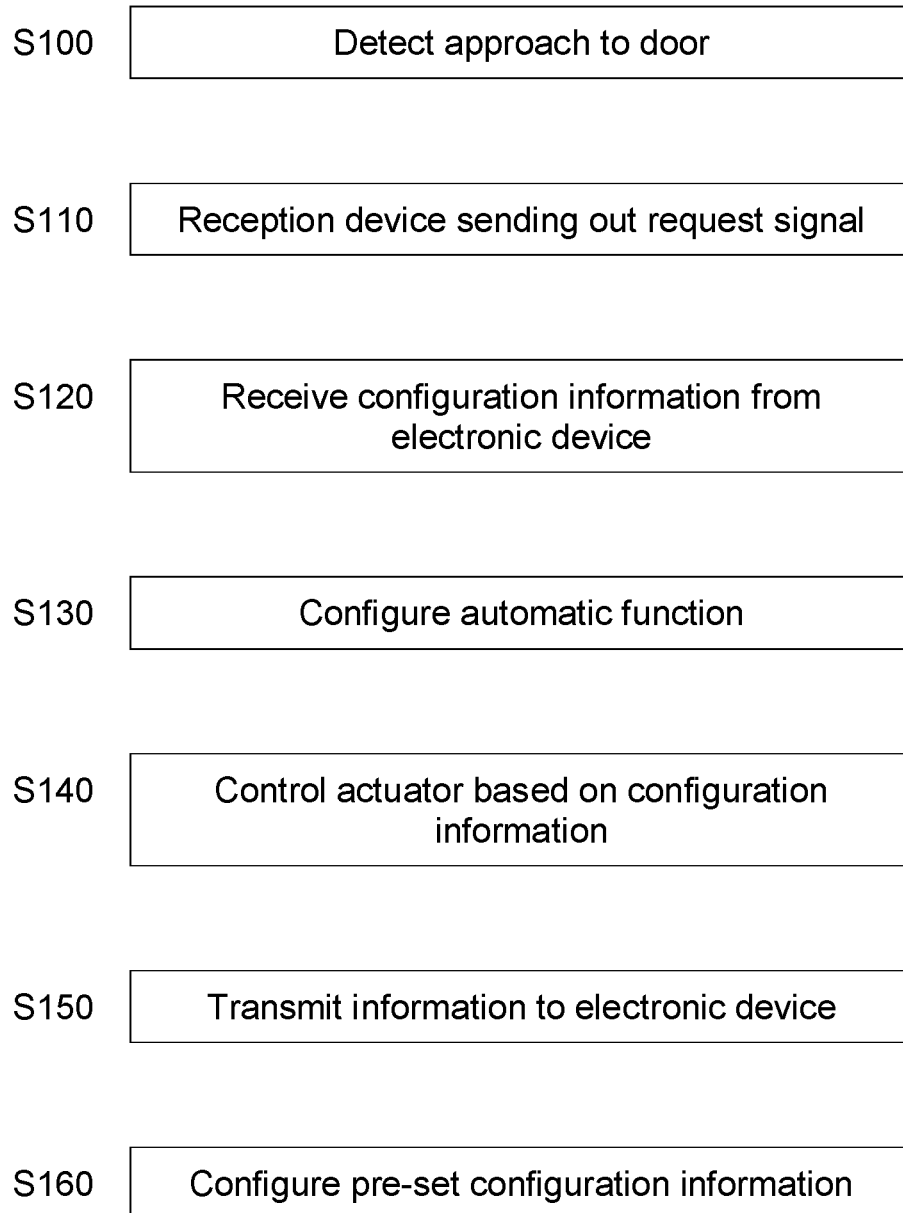 S100 Detect approach to door
S110 Reception device sending out request signal
S120 Receive configuration information from
electronic device
S130 Configure automatic function
S140 Control actuator based on configuration
information
S150 Transmit information to electronic device
S160 Configure pre-set configuration information